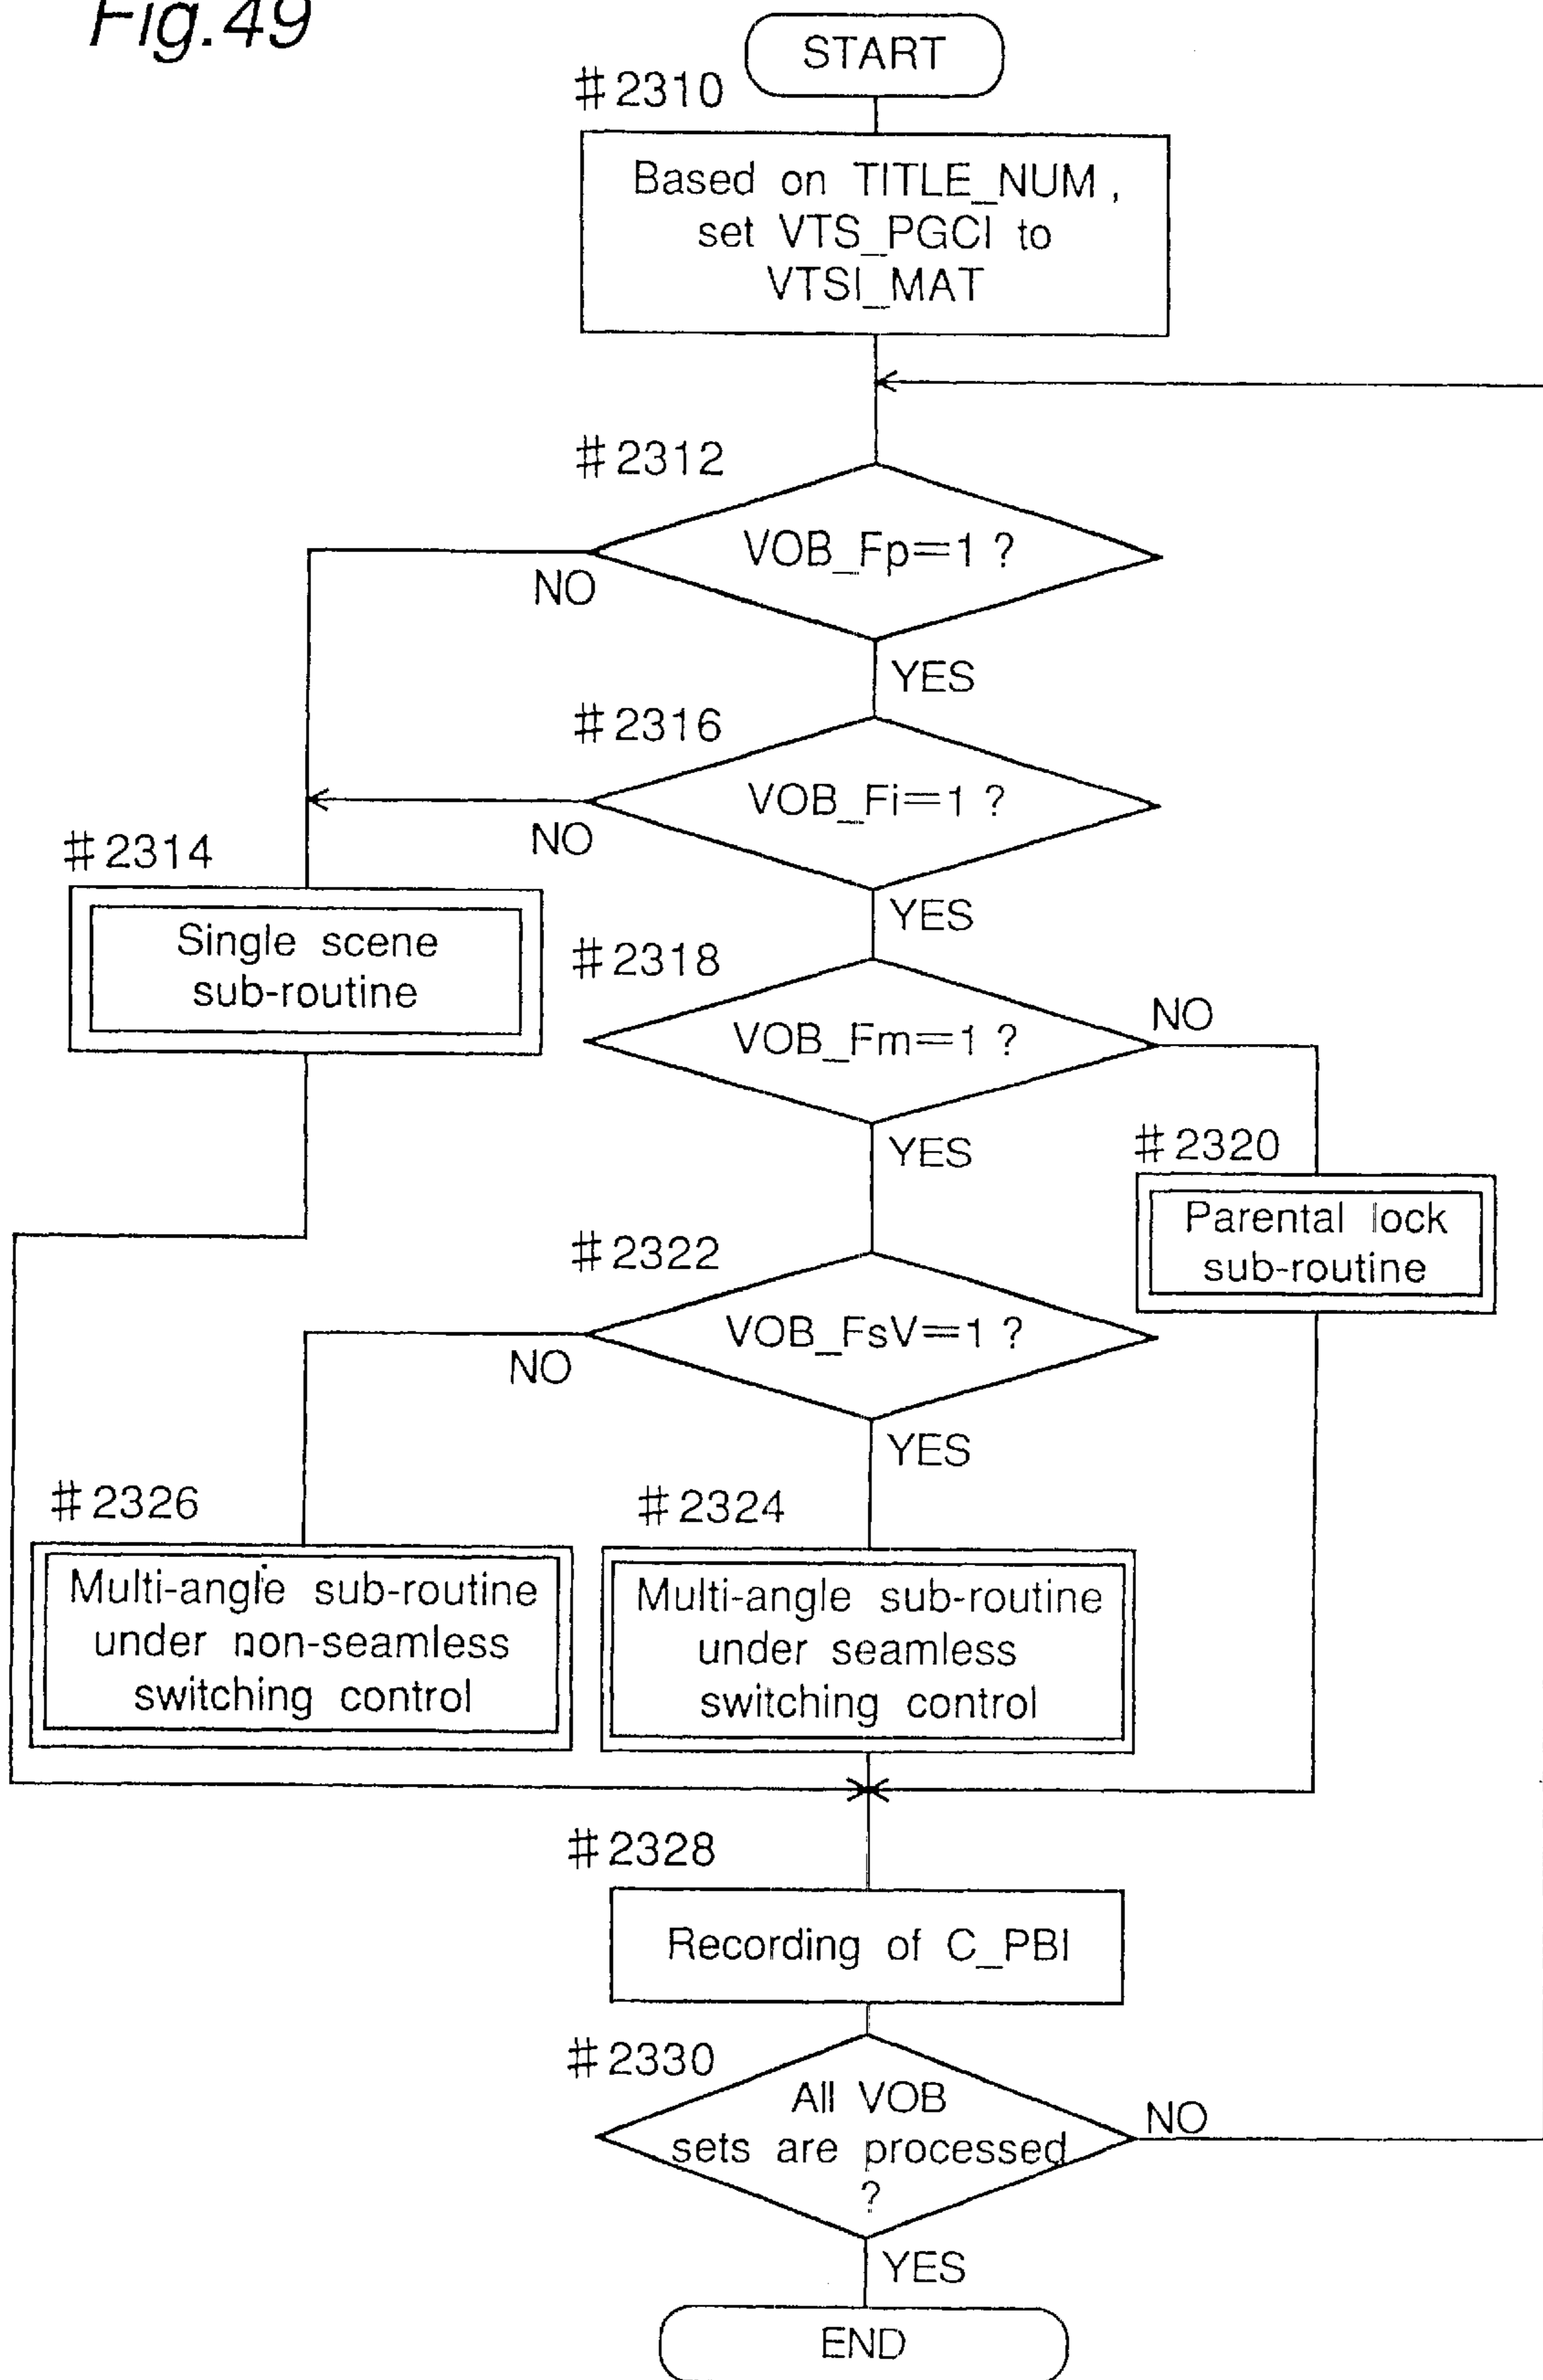 Fig.49
START
#2310
Based on TITLE_NUM,
set VTS_PGCI to
VTSI_MAT
#2312
VOB_Fp=1 ?
NO
YES
#2316
VOB_Fi=1 ?
NO
YES
#2314
Single scene
sub-routine
#2318
VOB_Fm=1 ?
NO
YES
#2320
Parental lock
sub-routine
#2322
VOB_FsV=1 ?
NO
YES
#2326
Multi-angle sub-routine
under non-seamless
switching control
#2324
Multi-angle sub-routine
under seamless
switching control
#2328
Recording of C_PBI
#2330
All VOB
sets are processed
?
NO
YES
END